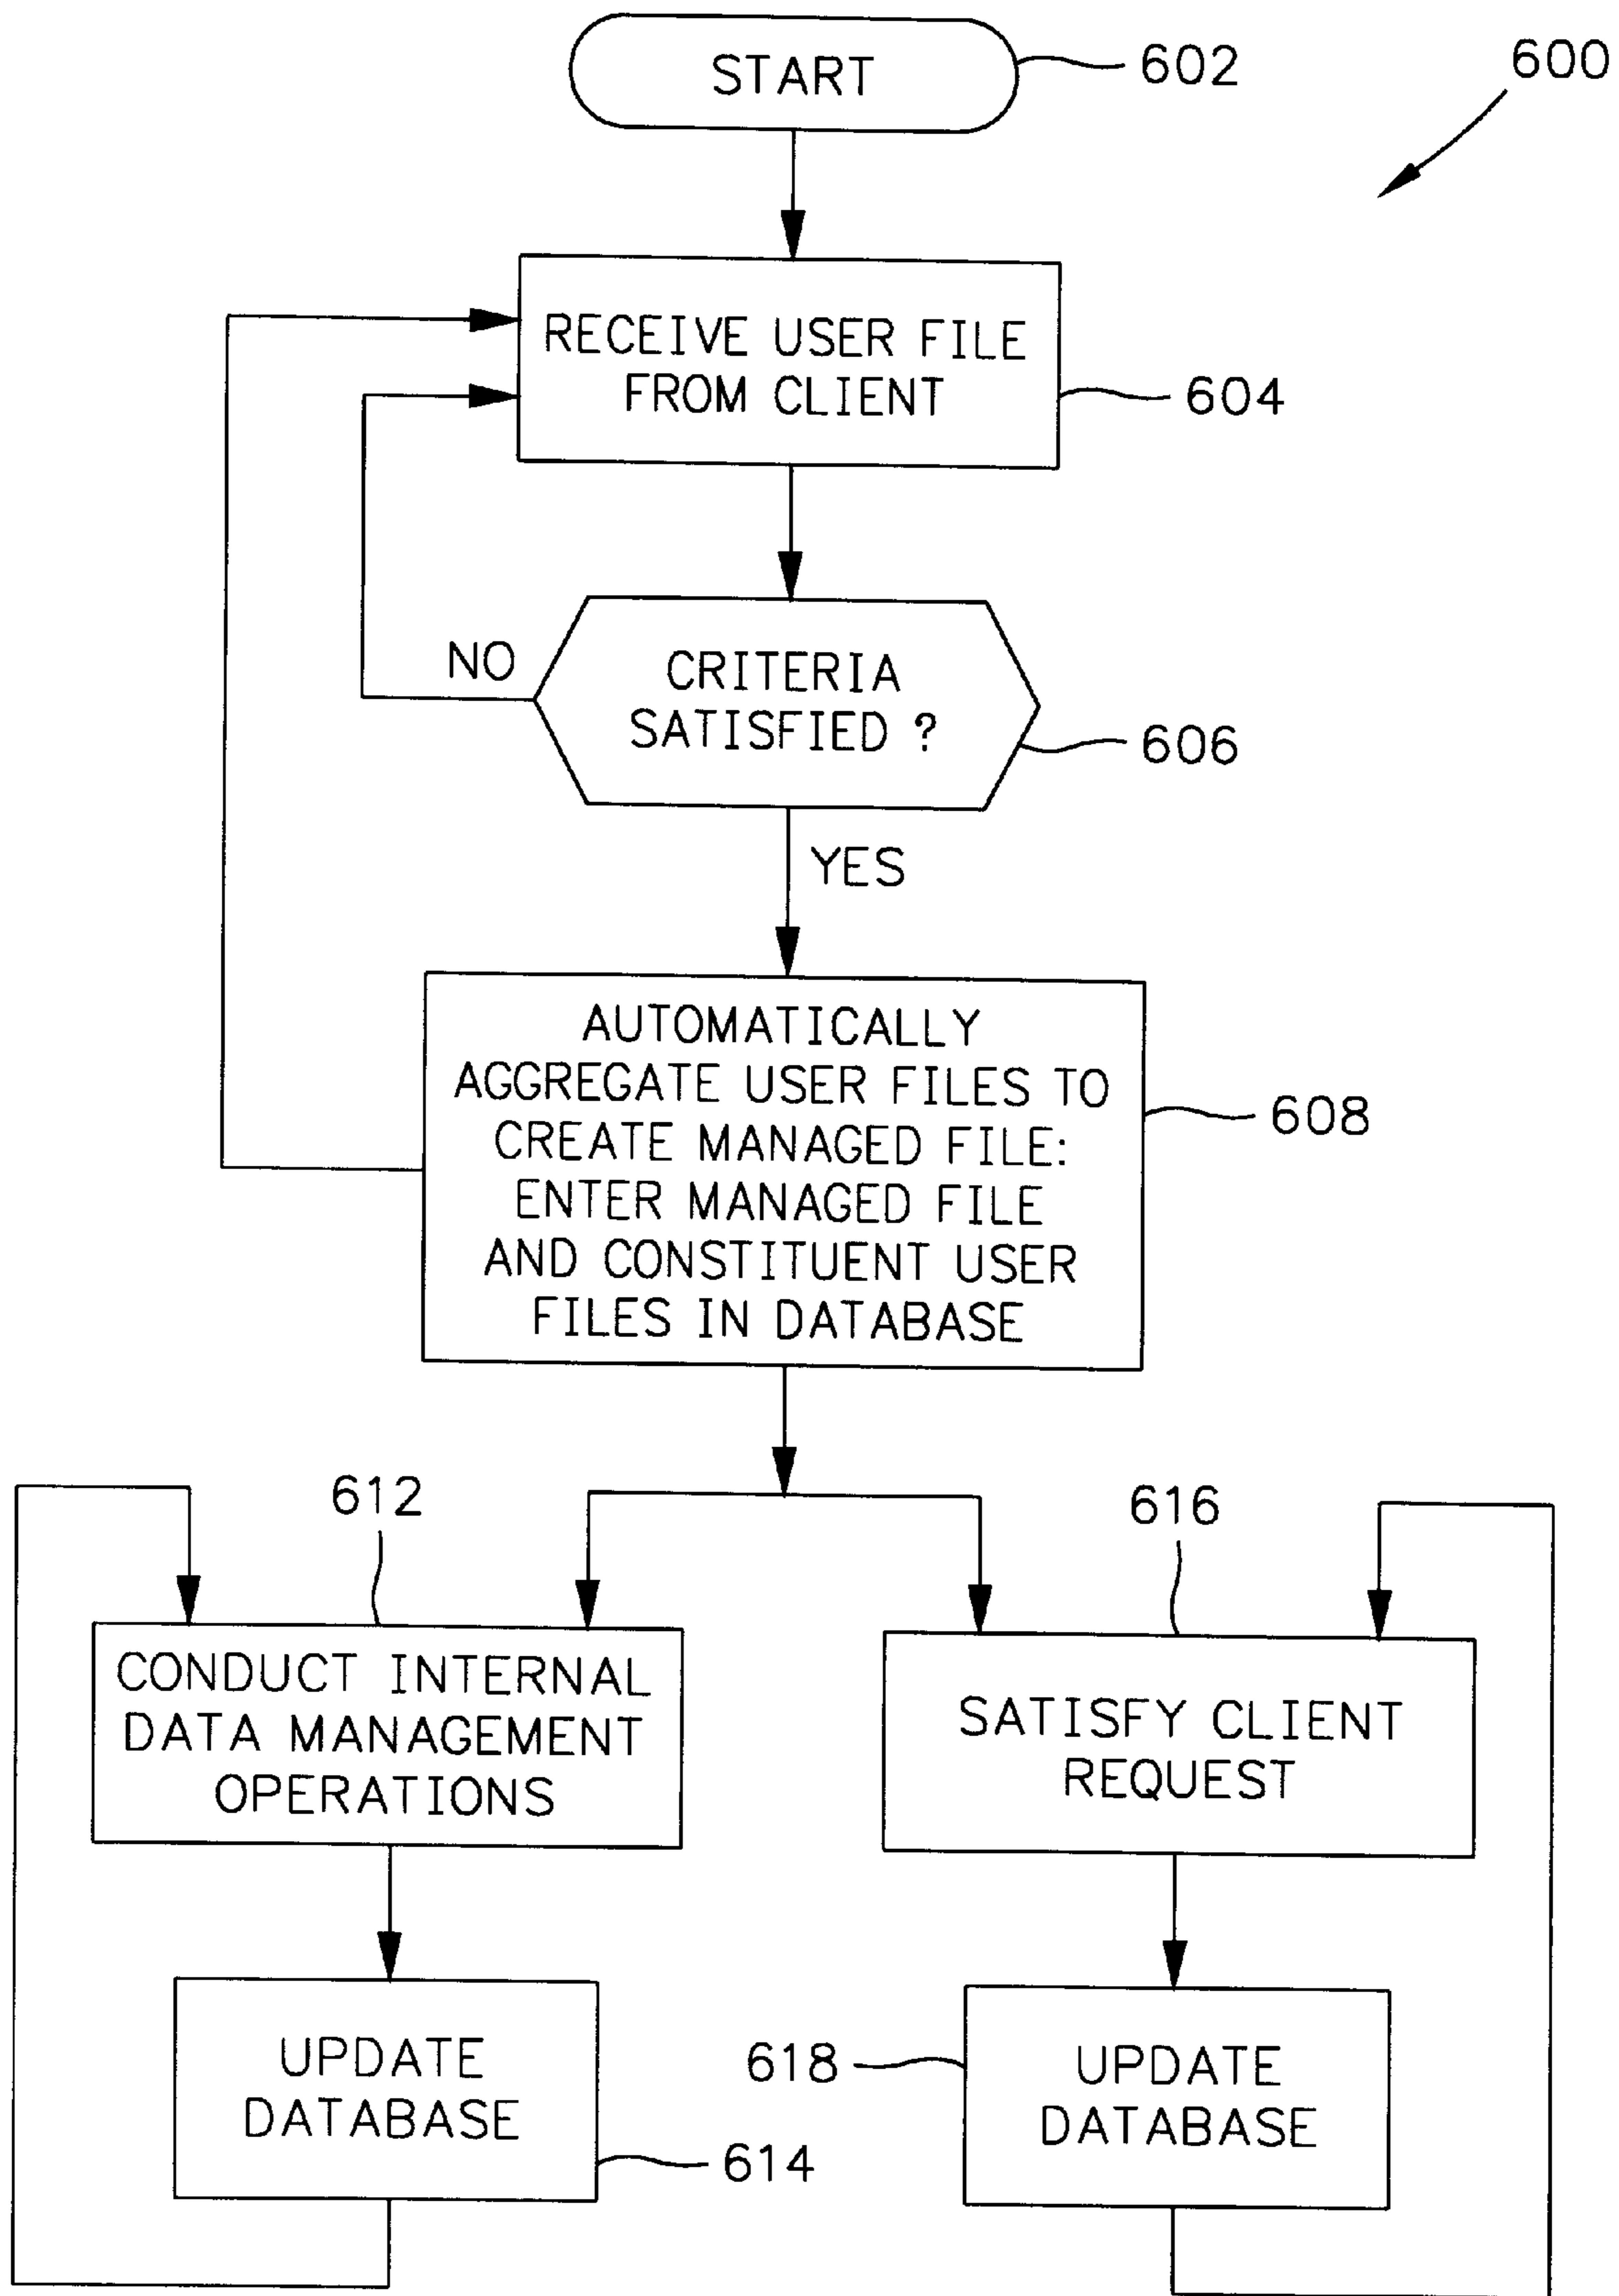 START
602
600
RECEIVE USER FILE
FROM CLIENT
604
NO
CRITERIA
SATISFIED ?
606
YES
AUTOMATICALLY
AGGREGATE USER FILES TO
CREATE MANAGED FILE:
ENTER MANAGED FILE
AND CONSTITUENT USER
FILES IN DATABASE
608
612
616
CONDUCT INTERNAL
DATA MANAGEMENT
OPERATIONS
SATISFY CLIENT
REQUEST
UPDATE
DATABASE
614
618
UPDATE
DATABASE